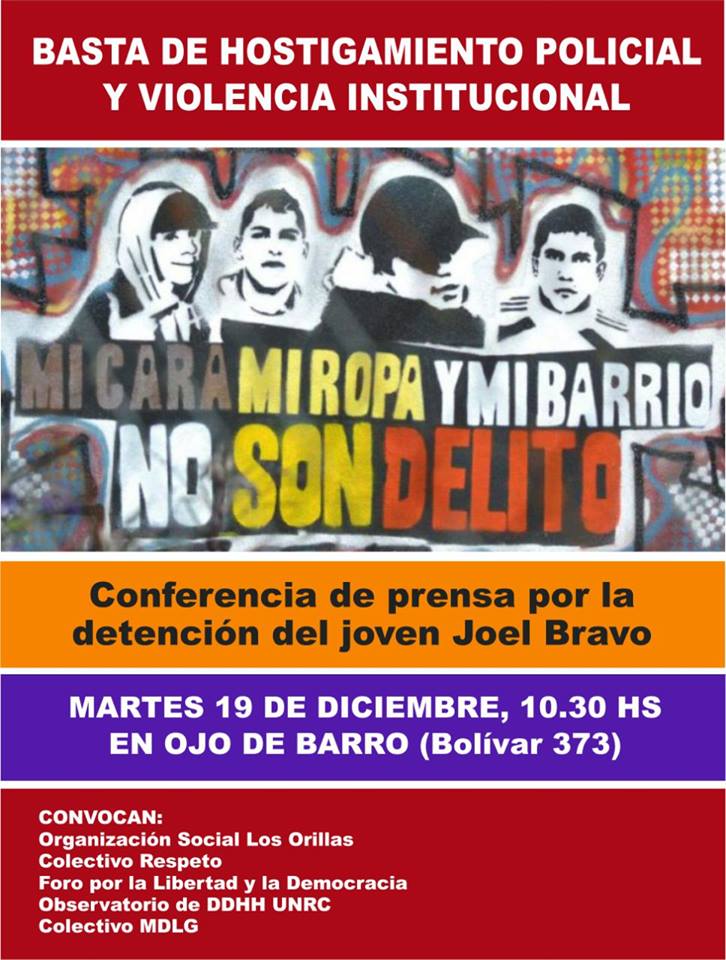 BASTA DE HOSTIGAMIENTO POLICIAL
Y VIOLENCIA INSTITUCIONAL
MI CARA MI ROPA Y MI BARRIO
NO SON DELITO
Conferencia de prensa por la
detención del joven Joel Bravo
MARTES 19 DE DICIEMBRE, 10.30 HS
EN OJO DE BARRO (Bolívar 373)
CONVOCAN:
Organización Social Los Orillas
Colectivo Respeto
Foro por la Libertad y la Democracia
Observatorio de DDHH UNRC
Colectivo MDLG